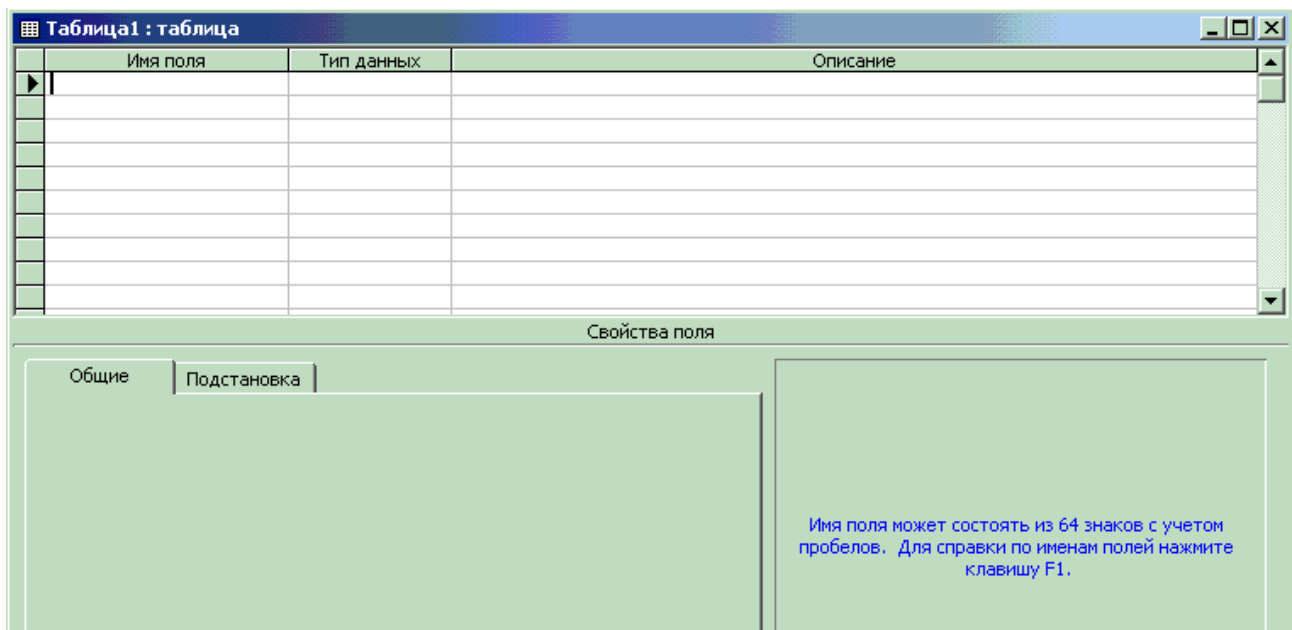 Таблица1 : таблица
Имя поля Тип данных Описание
Свойства поля
Общие Подстановка
Имя поля может состоять из 64 знаков с учетом
пробелов. Для справки по именам полей нажмите
клавишу F1.